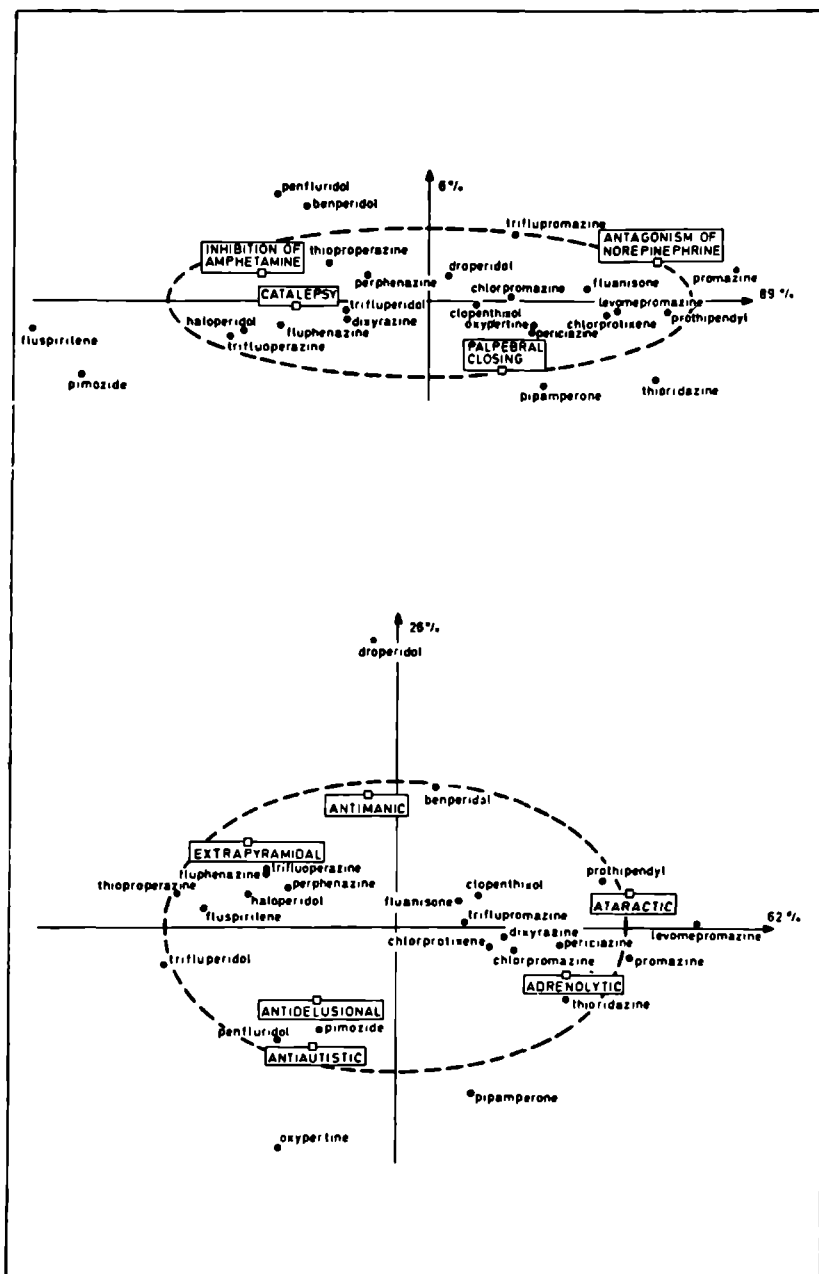 penfluridol
6%
benperidol
triflupromazine
ANTAGONISM OF
NOREPINEPHRINE
INHIBITION OF
AMPHETAMINE
thioproperazine
perphenazine
droperidol
promazine
fluanisone
chlorpromazine
CATALEPSY
89%
trifluperidol
levomepromazine
clopenthixol
prothipendyl
dixyrazine
chlorprotixene
oxypertine
haloperidol
fluphenazine
periciazine
fluspirilene
trifluoperazine
PALPEBRAL
CLOSING
pimozide
pipamperone
thioridazine
26%
droperidol
benperidal
ANTIMANIC
EXTRAPYRAMIDAL
trifluoperazine
prothipendyl
fluphenazine
thioproperazine
perphenazine
clopenthixol
haloperidol
fluanisone
ATARACTIC
fluspirilene
triflupromazine
62%
levomepromazine
dixyrazine
chlorprotixene
periciazine
chlorpromazine
promazine
trifluperidol
ADRENOLYTIC
ANTIDELUSIONAL
thioridazine
pimozide
penfluridol
ANTIAUTISTIC
pipamperone
oxypertine